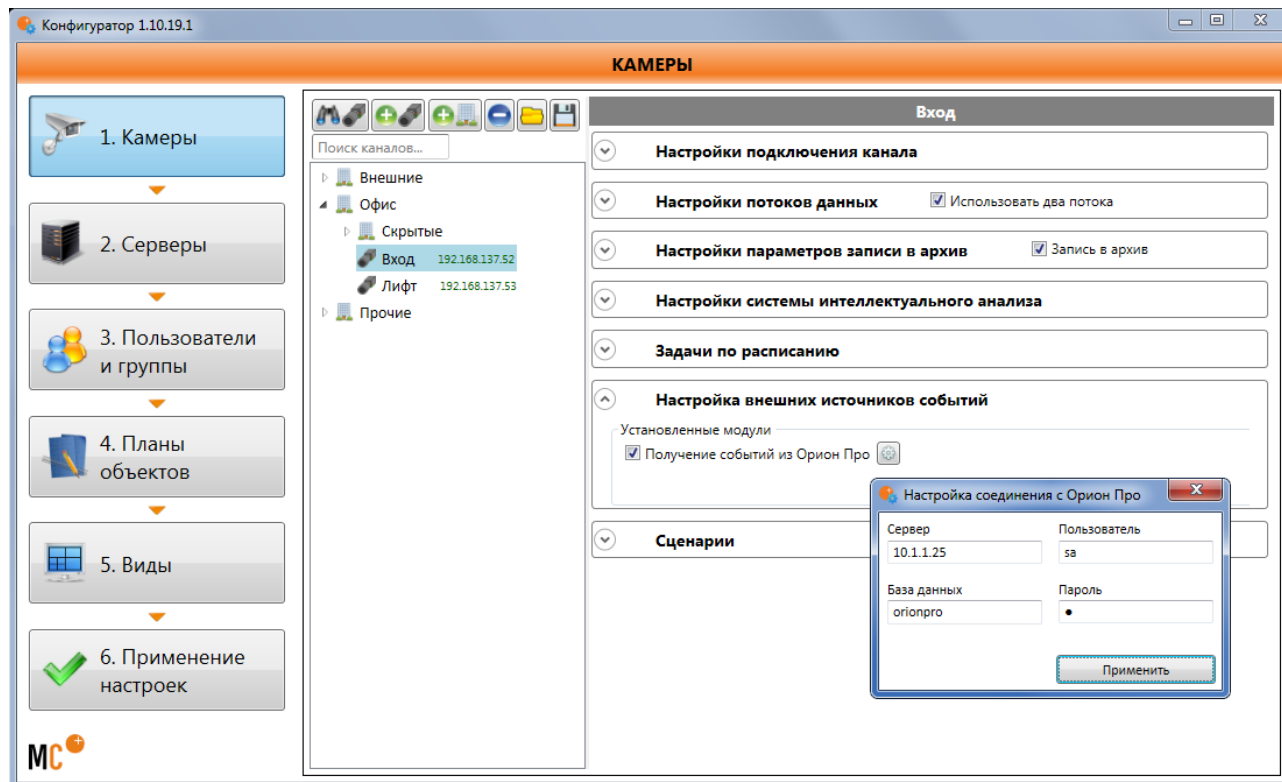 Конфигуратор 1.10.19.1
КАМЕРЫ
1. Камеры
2. Серверы
3. Пользователи
и группы
4. Планы
объектов
5. Виды
6. Применение
настроек
МС+
Поиск каналов...
Внешние
Офис
Скрытые
Вход 192.168.137.52
Лифт 192.168.137.53
Прочие
Вход
Настройки подключения канала
Настройки потоков данных Использовать два потока
Настройки параметров записи в архив Запись в архив
Настройки системы интеллектуального анализа
Задачи по расписанию
Настройка внешних источников событий
Установленные модули
Получение событий из Орион Про
Сценарии
Настройка соединения с Орион Про
Сервер Пользователь
10.1.1.25 sa
База данных Пароль
orionpro ●
Применить